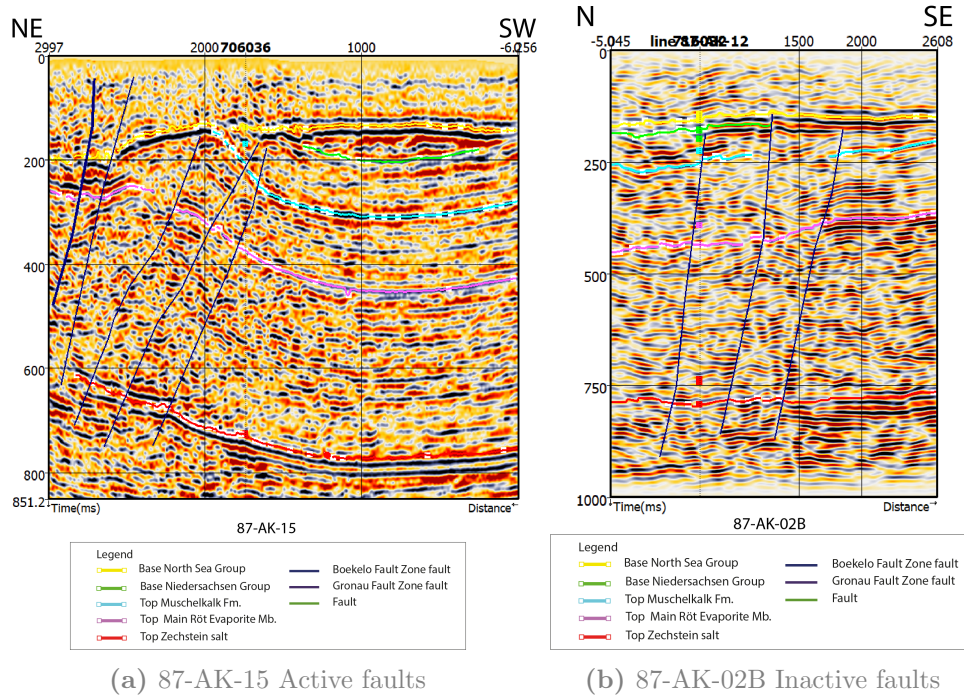 NE SW
2997 2000 706036 1000 -6.256
0
200
400
600
800
851.2 Time(ms) Distance
87-AK-15
Legend
Base North Sea Group
Base Niedersachsen Group
Top Muschelkalk Fm.
Top Main Röt Evaporite Mb.
Top Zechstein salt
Boekelo Fault Zone fault
Gronau Fault Zone fault
Fault
(a) 87-AK-15 Active faults
N SE
-5.045 1500 2000 2608
0
250
500
750
1000 Time(ms) Distance
87-AK-02B
Legend
Base North Sea Group
Base Niedersachsen Group
Top Muschelkalk Fm.
Top Main Röt Evaporite Mb.
Top Zechstein salt
Boekelo Fault Zone fault
Gronau Fault Zone fault
Fault
(b) 87-AK-02B Inactive faults